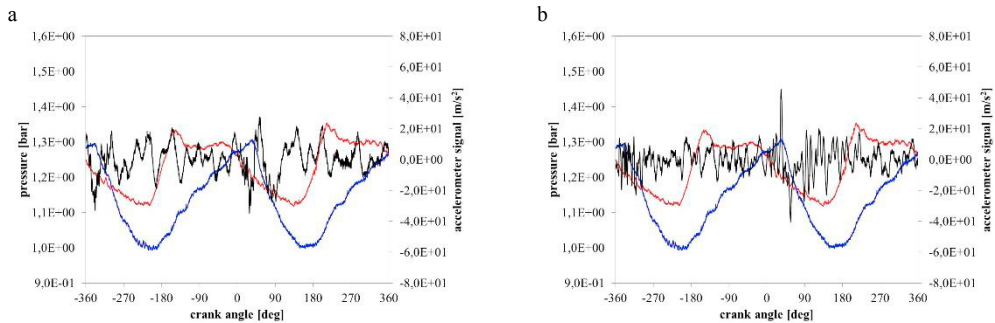 a
1,6E+00
1,5E+00
1,4E+00
1,3E+00
1,2E+00
1,1E+00
1,0E+00
9,0E-01
pressure [bar]
8,0E+01
6,0E+01
4,0E+01
2,0E+01
0,0E+00
-2,0E+01
-4,0E+01
-6,0E+01
-8,0E+01
accelerometer signal [m/s²]
-360 -270 -180 -90 0 90 180 270 360
crank angle [deg]
b
1,6E+00
1,5E+00
1,4E+00
1,3E+00
1,2E+00
1,1E+00
1,0E+00
9,0E-01
pressure [bar]
8,0E+01
6,0E+01
4,0E+01
2,0E+01
0,0E+00
-2,0E+01
-4,0E+01
-6,0E+01
-8,0E+01
accelerometer signal [m/s²]
-360 -270 -180 -90 0 90 180 270 360
crank angle [deg]